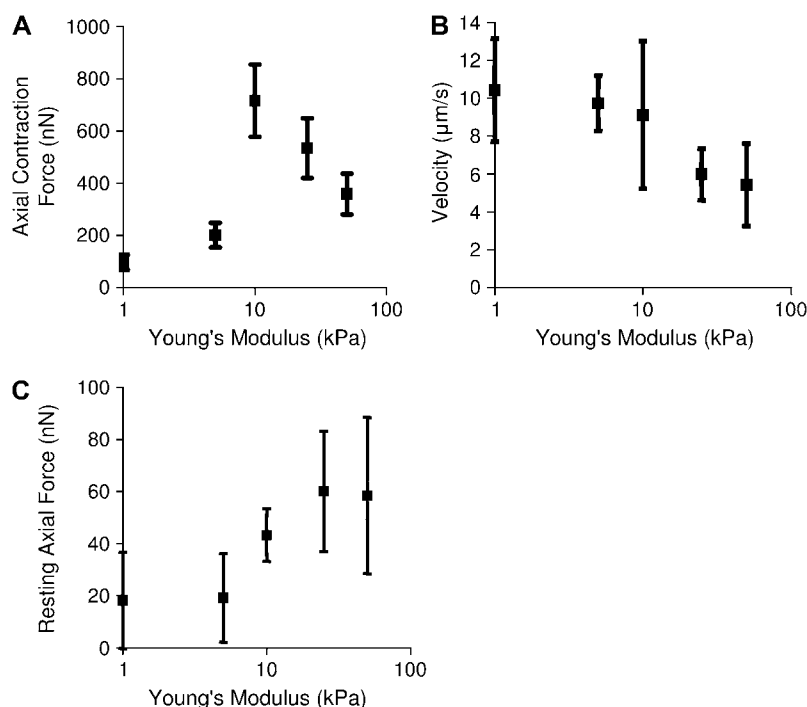 A
1000
800
600
400
200
0
Axial Contraction
Force (nN)
1 10 100
Young's Modulus (kPa)
B
14
12
10
8
6
4
2
0
Velocity (µm/s)
1 10 100
Young's Modulus (kPa)
C
100
80
60
40
20
0
Resting Axial Force (nN)
1 10 100
Young's Modulus (kPa)